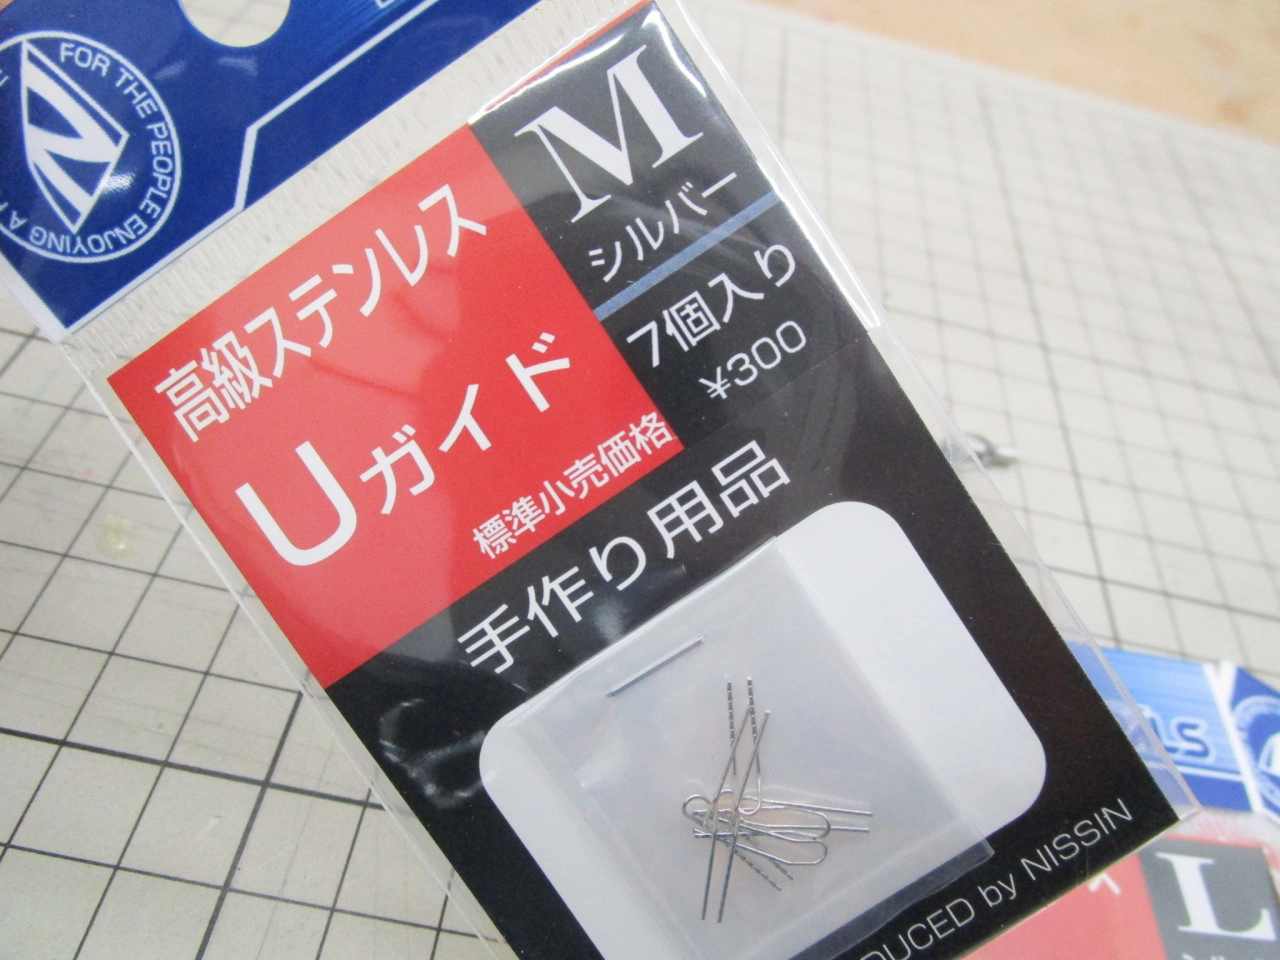 FOR THE PEOPLE ENJOYING A
N
M
シルバー
7個入り
¥300
高級ステンレス
Uガイド
標準小売価格
手作り用品
DUCED by NISSIN
ls
L
ス